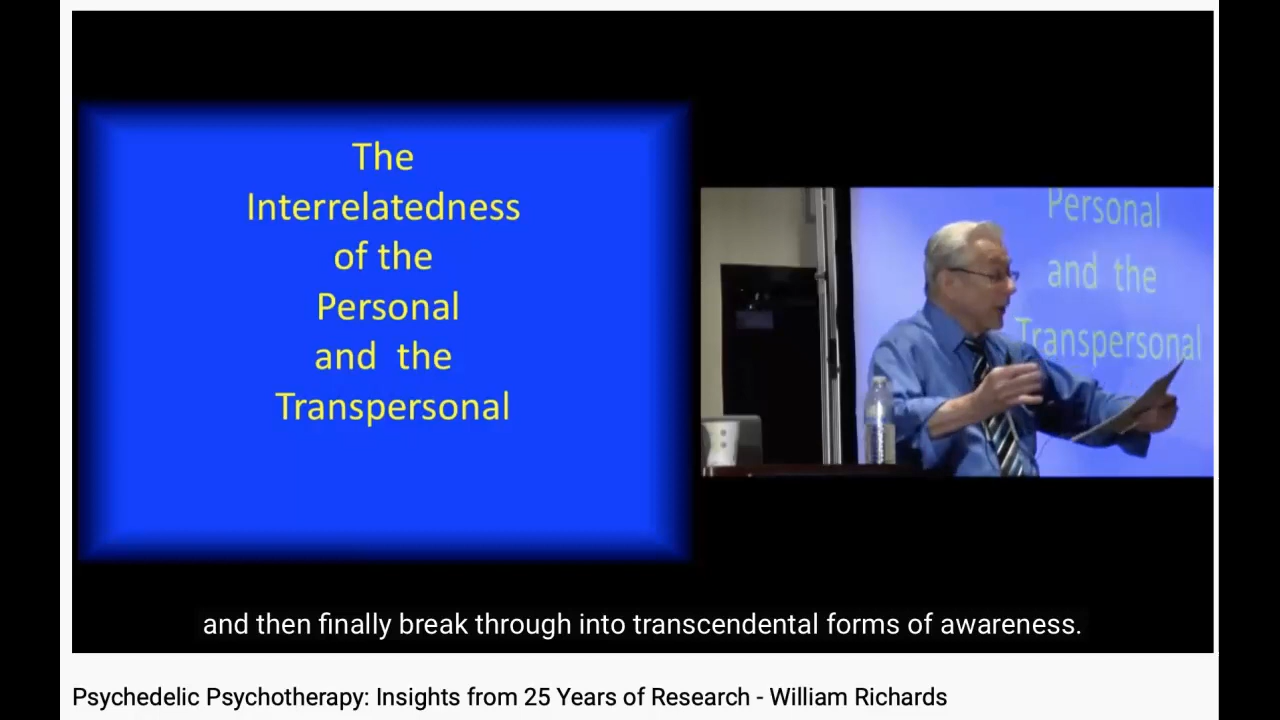 The
Interrelatedness
of the
Personal
and the
Transpersonal
Personal
and the
Transpersonal
and then finally break through into transcendental forms of awareness.
Psychedelic Psychotherapy: Insights from 25 Years of Research - William Richards